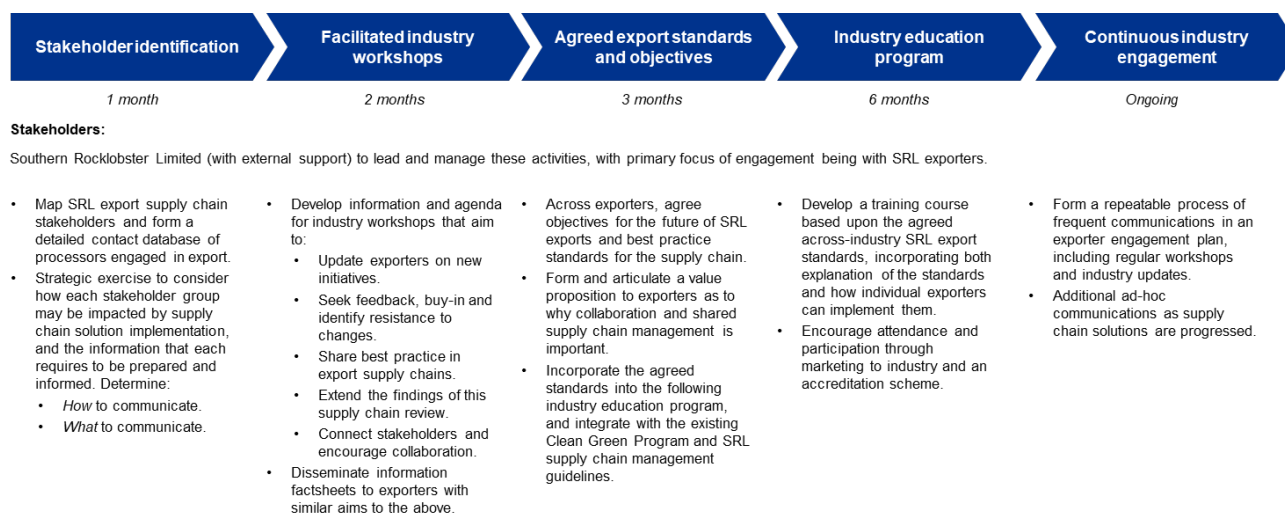 Stakeholder identification
Facilitated industry
workshops
Agreed export standards
and objectives
Industry education
program
Continuous industry
engagement
1 month
2 months
3 months
6 months
Ongoing
Stakeholders:
Southern Rocklobster Limited (with external support) to lead and manage these activities, with primary focus of engagement being with SRL exporters.
• Map SRL export supply chain
stakeholders and form a
detailed contact database of
processors engaged in export.
• Strategic exercise to consider
how each stakeholder group
may be impacted by supply
chain solution implementation,
and the information that each
requires to be prepared and
informed. Determine:
• How to communicate.
• What to communicate.
• Develop information and agenda
for industry workshops that aim
to:
• Update exporters on new
initiatives.
• Seek feedback, buy-in and
identify resistance to
changes.
• Share best practice in
export supply chains.
• Extend the findings of this
supply chain review.
• Connect stakeholders and
encourage collaboration.
• Disseminate information
factsheets to exporters with
similar aims to the above.
• Across exporters, agree
objectives for the future of SRL
exports and best practice
standards for the supply chain.
• Form and articulate a value
proposition to exporters as to
why collaboration and shared
supply chain management is
important.
• Incorporate the agreed
standards into the following
industry education program,
and integrate with the existing
Clean Green Program and SRL
supply chain management
guidelines.
• Develop a training course
based upon the agreed
across-industry SRL export
standards, incorporating both
explanation of the standards
and how individual exporters
can implement them.
• Encourage attendance and
participation through
marketing to industry and an
accreditation scheme.
• Form a repeatable process of
frequent communications in an
exporter engagement plan,
including regular workshops
and industry updates.
• Additional ad-hoc
communications as supply
chain solutions are progressed.